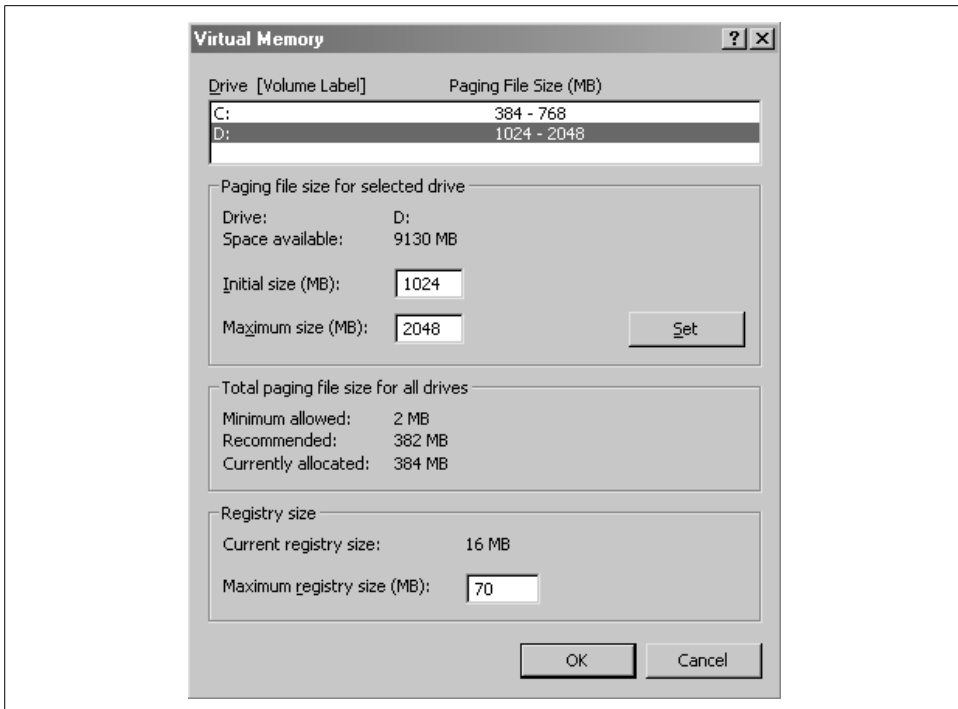 Virtual Memory
Drive [Volume Label] Paging File Size (MB)
C: 384 - 768
D: 1024 - 2048
Paging file size for selected drive
Drive: D:
Space available: 9130 MB
Initial size (MB): 1024
Maximum size (MB): 2048
Set
Total paging file size for all drives
Minimum allowed: 2 MB
Recommended: 382 MB
Currently allocated: 384 MB
Registry size
Current registry size: 16 MB
Maximum registry size (MB): 70
OK Cancel